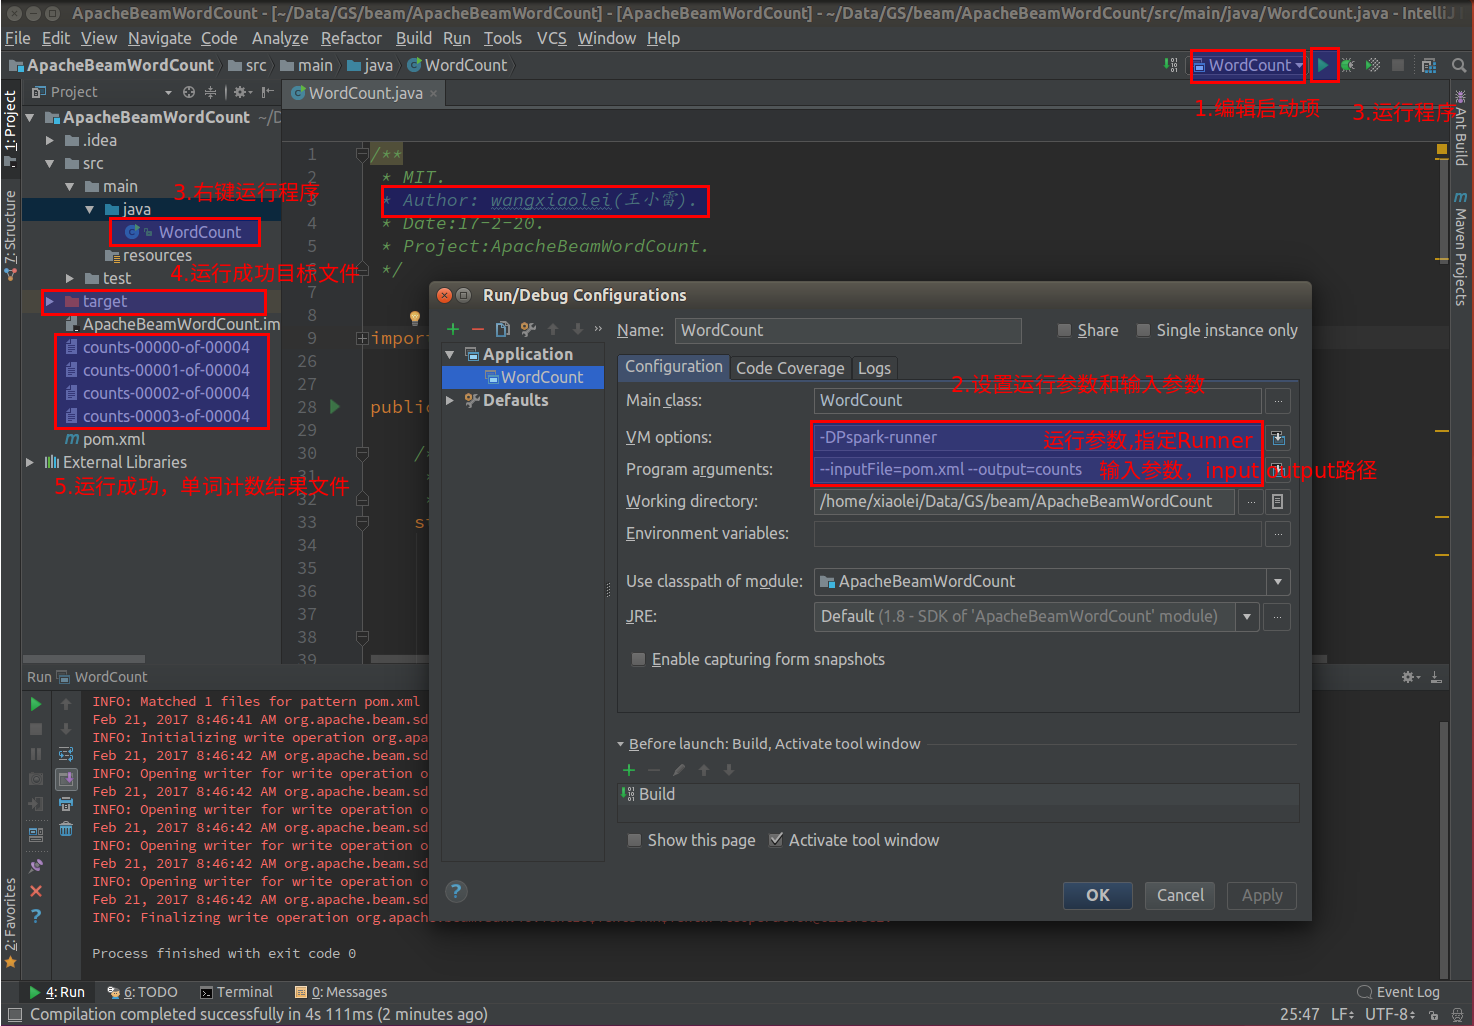 ApacheBeamWordCount - [~/Data/GS/beam/ApacheBeamWordCount] - [ApacheBeamWordCount] - ~/Data/GS/beam/ApacheBeamWordCount/src/main/java/WordCount.java - IntelliJ
File Edit View Navigate Code Analyze Refactor Build Run Tools VCS Window Help
ApacheBeamWordCount src main java WordCount
WordCount
1.编辑启动项
3.运行程序
1: Project
Z: Structure
2: Favorites
Ant Build
Maven Projects
Project
WordCount.java
ApacheBeamWordCount ~/D
.idea
src
main
3.右键运行程序
java
WordCount
resources
test
4.运行成功目标文件
target
ApacheBeamWordCount.im
counts-00000-of-00004
counts-00001-of-00004
counts-00002-of-00004
counts-00003-of-00004
pom.xml
External Libraries
5.运行成功，单词计数结果文件
1 /**
2 * MIT.
3 * Author: wangxiaolei(王小雷).
4 * Date:17-2-20.
5 * Project:ApacheBeamWordCount.
6 */
7
8
9 import
26
27
28 public
29
30 /*
31 *
32 *
33 st
34
35
36
37
38
39
Run/Debug Configurations
Application
WordCount
Defaults
Name: WordCount
Share
Single instance only
Configuration Code Coverage Logs
2.设置运行参数和输入参数
Main class: WordCount
VM options: -DPspark-runner 运行参数,指定Runner
Program arguments: --inputFile=pom.xml --output=counts 输入参数，input output路径
Working directory: /home/xiaolei/Data/GS/beam/ApacheBeamWordCount
Environment variables:
Use classpath of module: ApacheBeamWordCount
JRE: Default (1.8 - SDK of 'ApacheBeamWordCount' module)
Enable capturing form snapshots
Before launch: Build, Activate tool window
Build
Show this page
Activate tool window
OK Cancel Apply
Run WordCount
INFO: Matched 1 files for pattern pom.xml
Feb 21, 2017 8:46:41 AM org.apache.beam.sd
INFO: Initializing write operation org.apa
Feb 21, 2017 8:46:42 AM org.apache.beam.sd
INFO: Opening writer for write operation o
Feb 21, 2017 8:46:42 AM org.apache.beam.sd
INFO: Opening writer for write operation o
Feb 21, 2017 8:46:42 AM org.apache.beam.sd
INFO: Opening writer for write operation o
Feb 21, 2017 8:46:42 AM org.apache.beam.sd
INFO: Opening writer for write operation o
Feb 21, 2017 8:46:42 AM org.apache.beam.sd
INFO: Finalizing write operation org.apach
Process finished with exit code 0
4: Run 6: TODO Terminal 0: Messages Event Log
Compilation completed successfully in 4s 111ms (2 minutes ago) 25:47 LF UTF-8